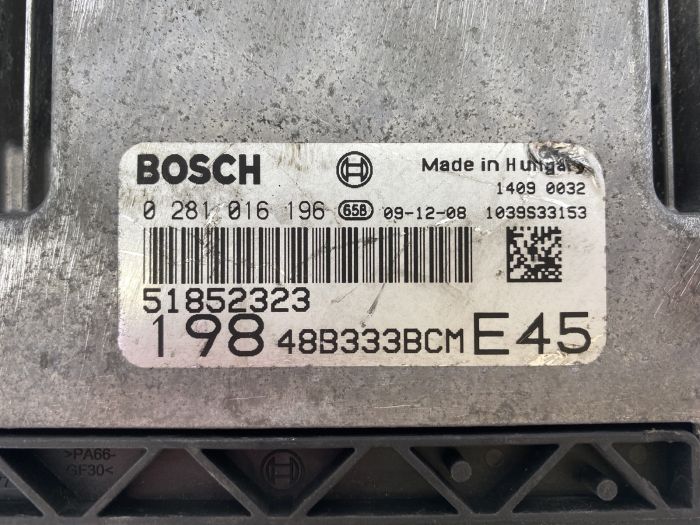 BOSCH Made in Hungary
1409 0032
0 281 016 196 65B 09-12-08 1039S33153
51852323
198 48B333BCM E45
>PA66-
GF30<